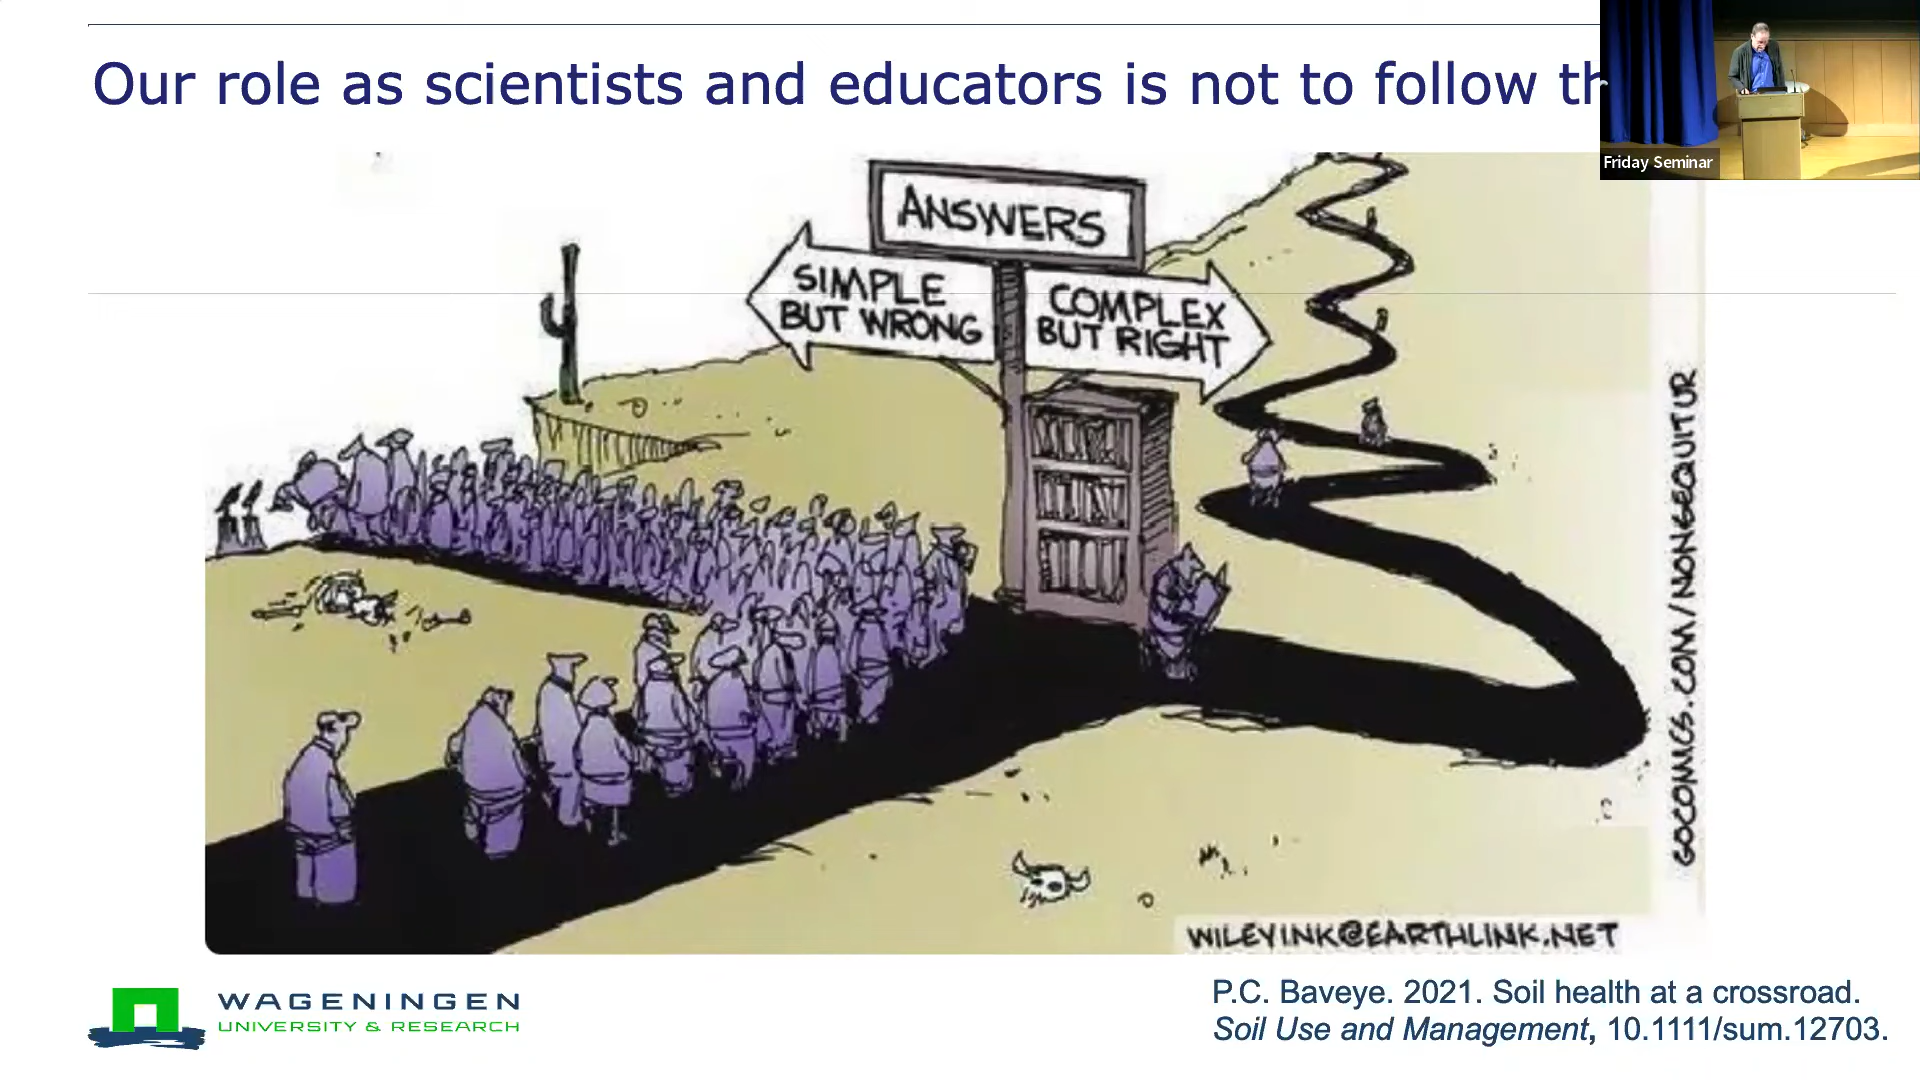 Our role as scientists and educators is not to follow th
Friday Seminar
ANSWERS
SIMPLE
BUT WRONG
COMPLEX
BUT RIGHT
GOCOMICS.COM/NONSEQUITUR
WILEYINK@EARTHLINK.NET
WAGENINGEN
UNIVERSITY & RESEARCH
P.C. Baveye. 2021. Soil health at a crossroad.
Soil Use and Management, 10.1111/sum.12703.